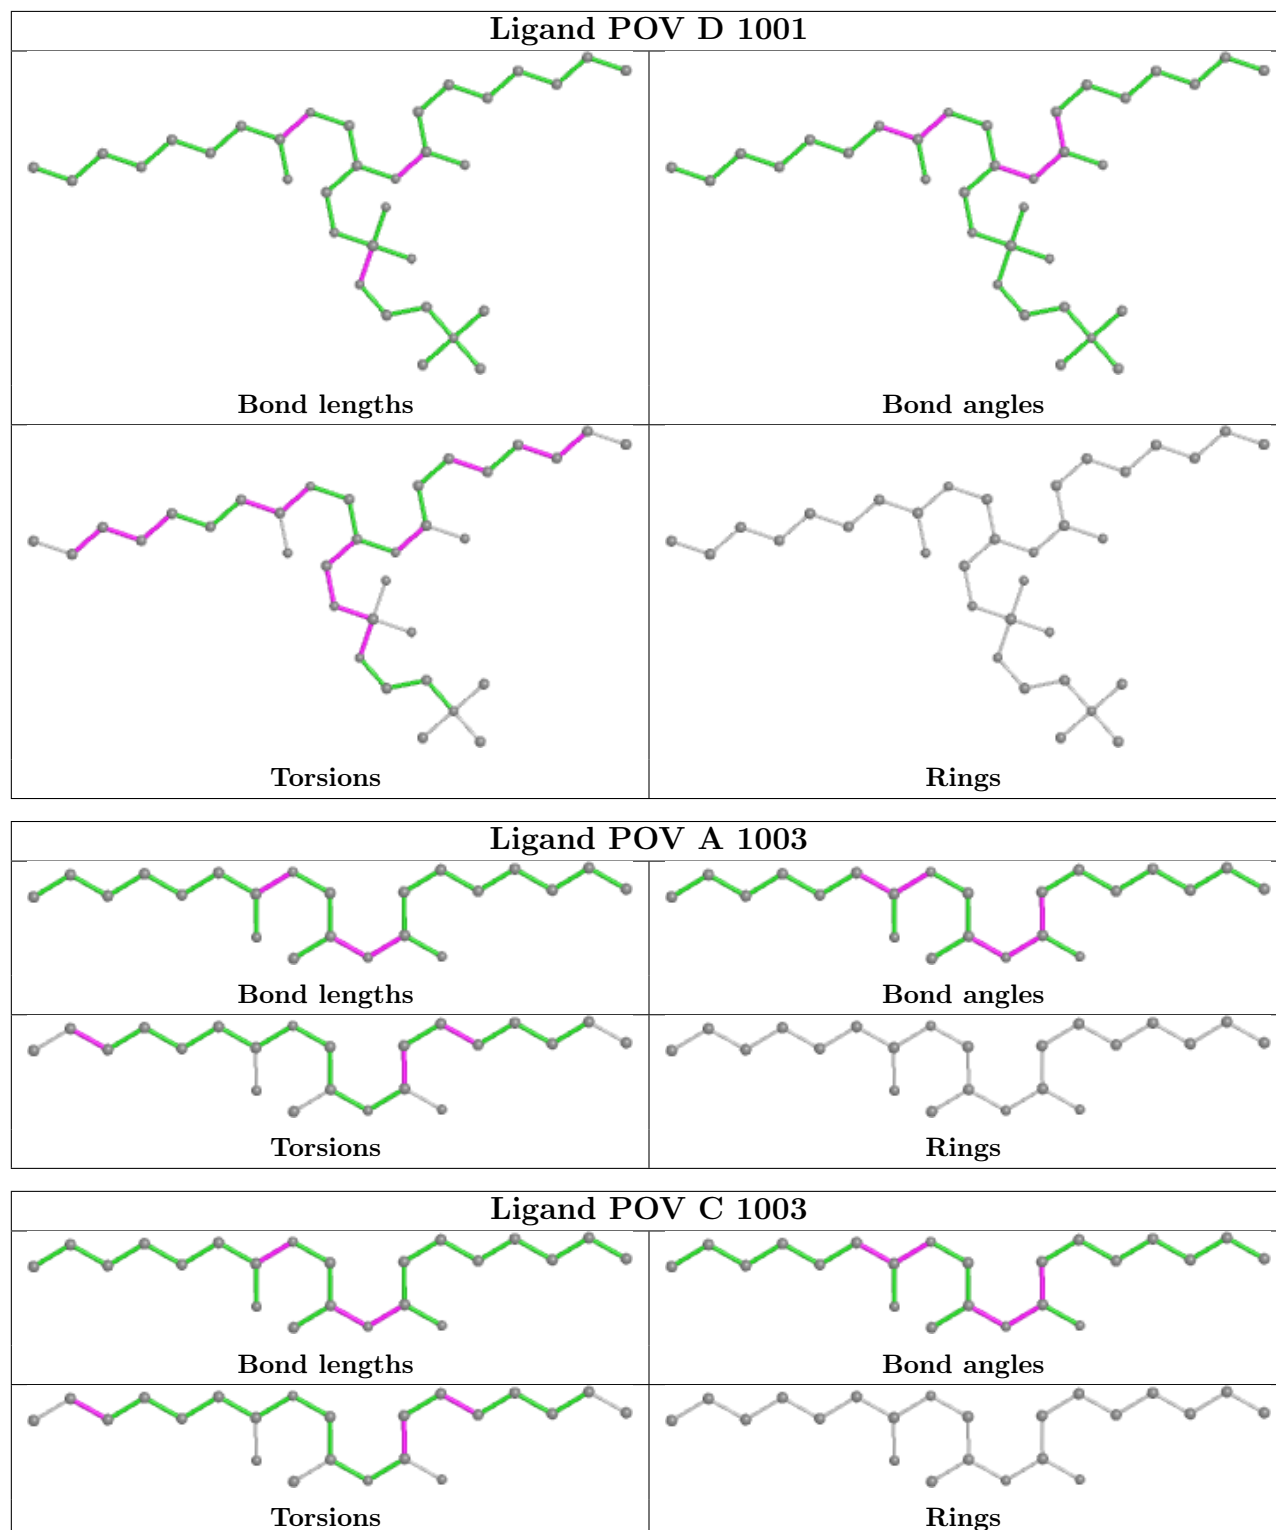 Ligand POV D 1001
Bond lengths
Bond angles
Torsions
Rings
Ligand POV A 1003
Bond lengths
Bond angles
Torsions
Rings
Ligand POV C 1003
Bond lengths
Bond angles
Torsions
Rings